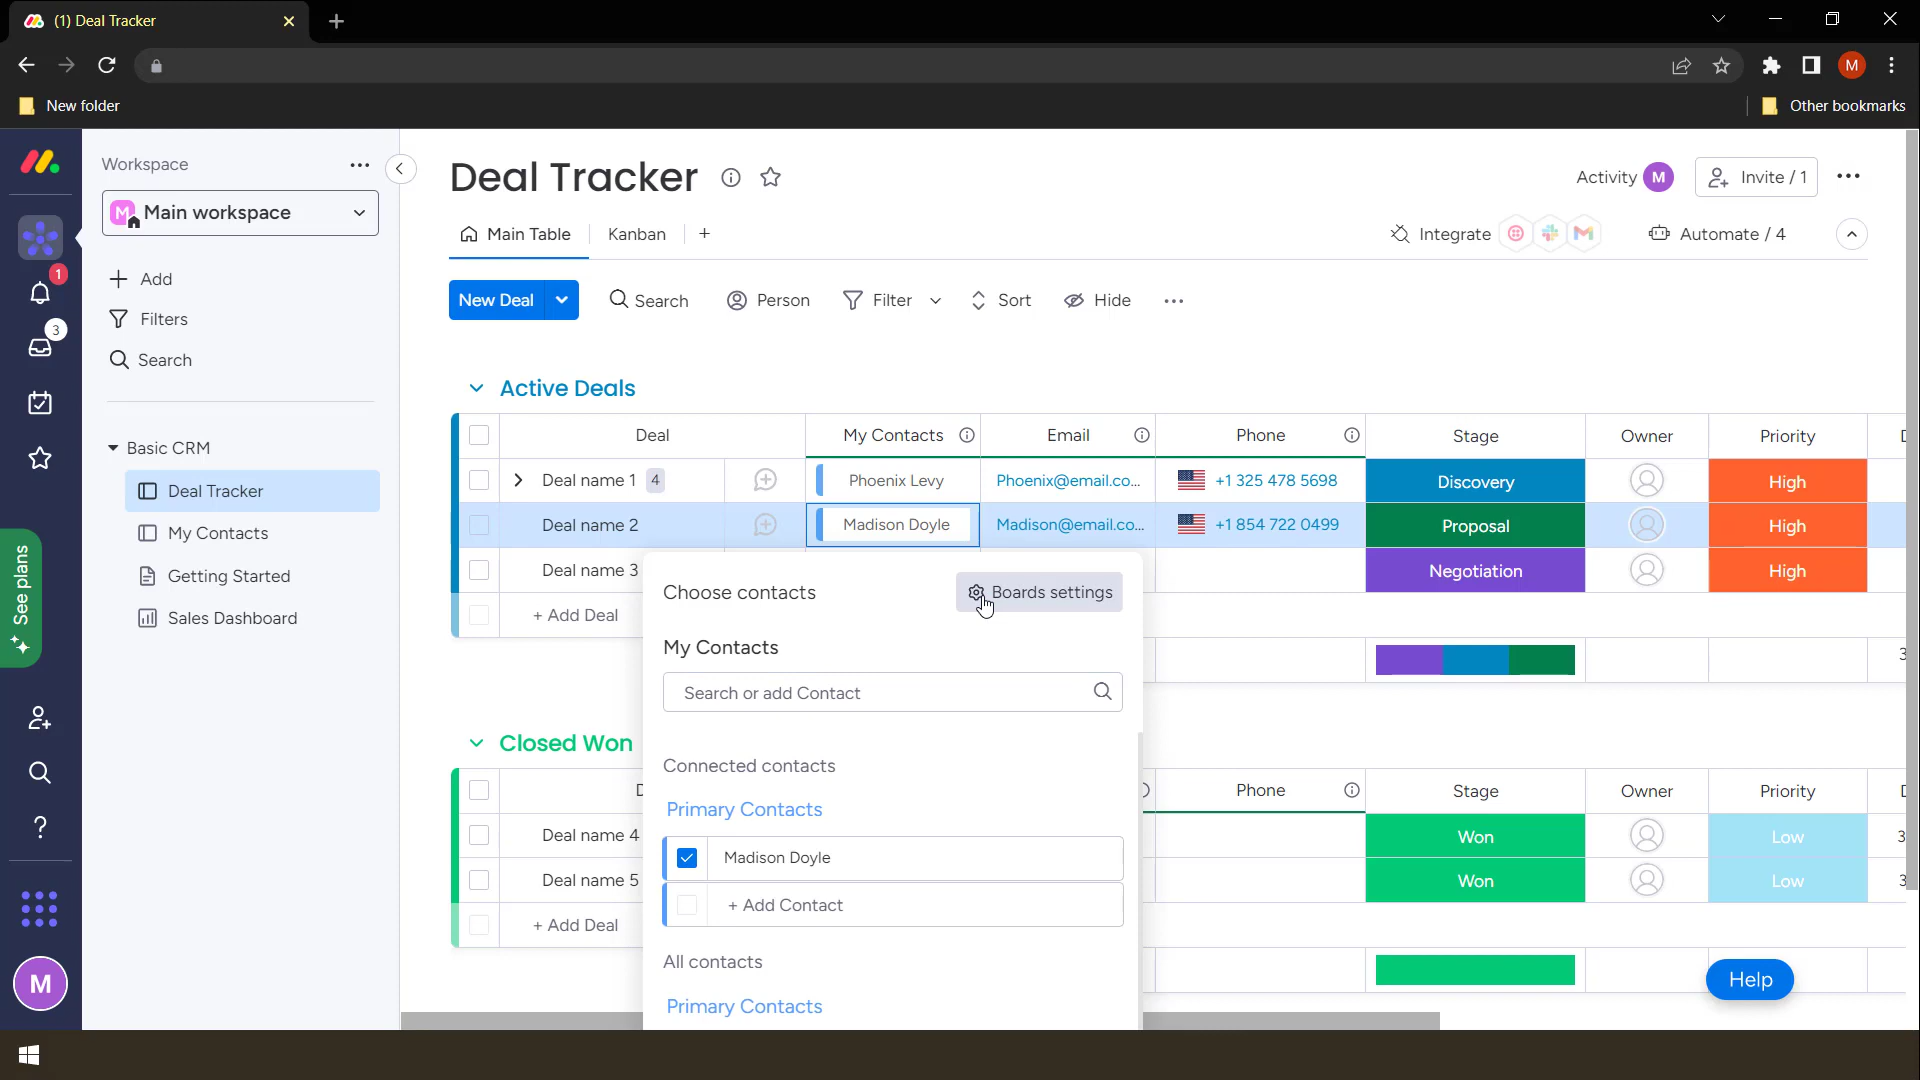 (1) Deal Tracker
New folder
Other bookmarks
M
Workspace
M Main workspace
Add
Filters
Search
Basic CRM
Deal Tracker
My Contacts
Getting Started
Sales Dashboard
1
3
See plans
M
Deal Tracker
Activity M
Invite / 1
Main Table
Kanban
Integrate
Automate / 4
New Deal
Search
Person
Filter
Sort
Hide
Active Deals
Deal My Contacts Email Phone Stage Owner Priority
Deal name 1 4 Phoenix Levy Phoenix@email.co... +1 325 478 5698 Discovery High
Deal name 2 Madison Doyle Madison@email.co... +1 854 722 0499 Proposal High
Deal name 3 Negotiation High
+ Add Deal
Choose contacts
Boards settings
My Contacts
Search or add Contact
Connected contacts
Primary Contacts
Madison Doyle
+ Add Contact
All contacts
Primary Contacts
Closed Won
Phone Stage Owner Priority
Deal name 4 Won Low 3
Deal name 5 Won Low 3
+ Add Deal
3
Help